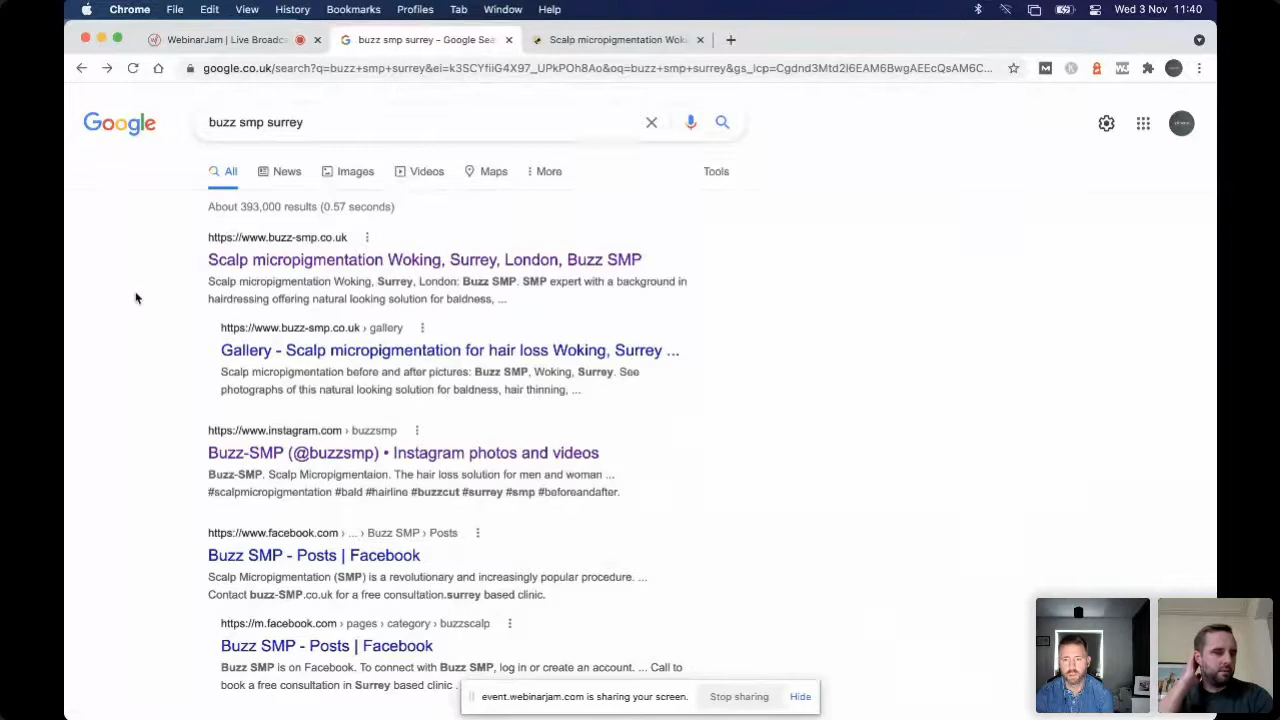 Chrome File Edit View History Bookmarks Profiles Tab Window Help Wed 3 Nov 11:40
WebinarJam | Live Broadc
buzz smp surrey - Google Sea
Scalp micropigmentation Wok
google.co.uk/search?q=buzz+smp+surrey&ei=k3SCYfiiG4X97_UPkPOh8Ao&oq=buzz+smp+surrey&gs_lcp=Cgdnd3Mtd2l6EAM6BwgAEEcQsAM6C...
Google
buzz smp surrey
All News Images Videos Maps More Tools
About 393,000 results (0.57 seconds)
https://www.buzz-smp.co.uk
Scalp micropigmentation Woking, Surrey, London, Buzz SMP
Scalp micropigmentation Woking, Surrey, London: Buzz SMP. SMP expert with a background in
hairdressing offering natural looking solution for baldness, ...
https://www.buzz-smp.co.uk › gallery
Gallery - Scalp micropigmentation for hair loss Woking, Surrey ...
Scalp micropigmentation before and after pictures: Buzz SMP, Woking, Surrey. See
photographs of this natural looking solution for baldness, hair thinning, ...
https://www.instagram.com › buzzsmp
Buzz-SMP (@buzzsmp) • Instagram photos and videos
Buzz-SMP. Scalp Micropigmentaion. The hair loss solution for men and woman ...
#scalpmicropigmentation #bald #hairline #buzzcut #surrey #smp #beforeandafter.
https://www.facebook.com › ... › Buzz SMP › Posts
Buzz SMP - Posts | Facebook
Scalp Micropigmentation (SMP) is a revolutionary and increasingly popular procedure. ...
Contact buzz-SMP.co.uk for a free consultation.surrey based clinic.
https://m.facebook.com › pages › category › buzzscalp
Buzz SMP - Posts | Facebook
Buzz SMP is on Facebook. To connect with Buzz SMP, log in or create an account. ... Call to
book a free consultation in Surrey based clinic .
event.webinarjam.com is sharing your screen. Stop sharing Hide